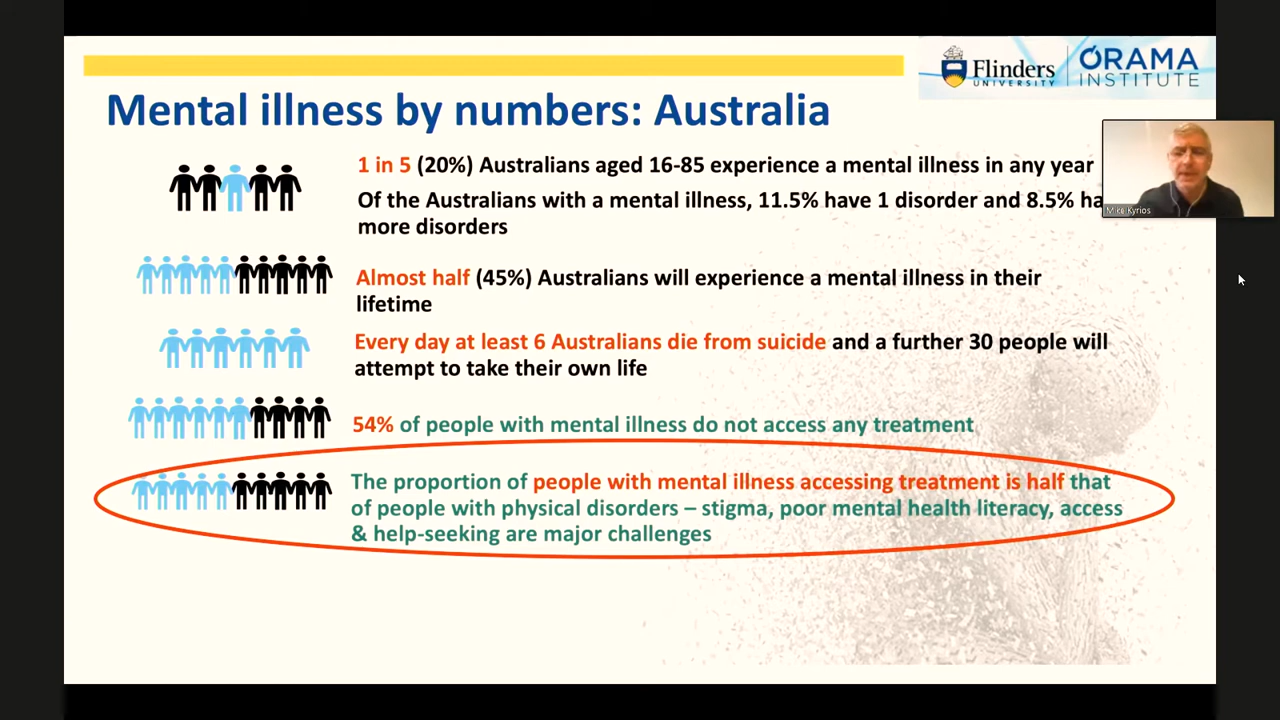 Flinders
UNIVERSITY
ÓRAMA
INSTITUTE
Mental illness by numbers: Australia
1 in 5 (20%) Australians aged 16-85 experience a mental illness in any year
Of the Australians with a mental illness, 11.5% have 1 disorder and 8.5% ha
more disorders
Almost half (45%) Australians will experience a mental illness in their
lifetime
Every day at least 6 Australians die from suicide and a further 30 people will
attempt to take their own life
54% of people with mental illness do not access any treatment
The proportion of people with mental illness accessing treatment is half that
of people with physical disorders – stigma, poor mental health literacy, access
& help-seeking are major challenges
Mike Kyrios